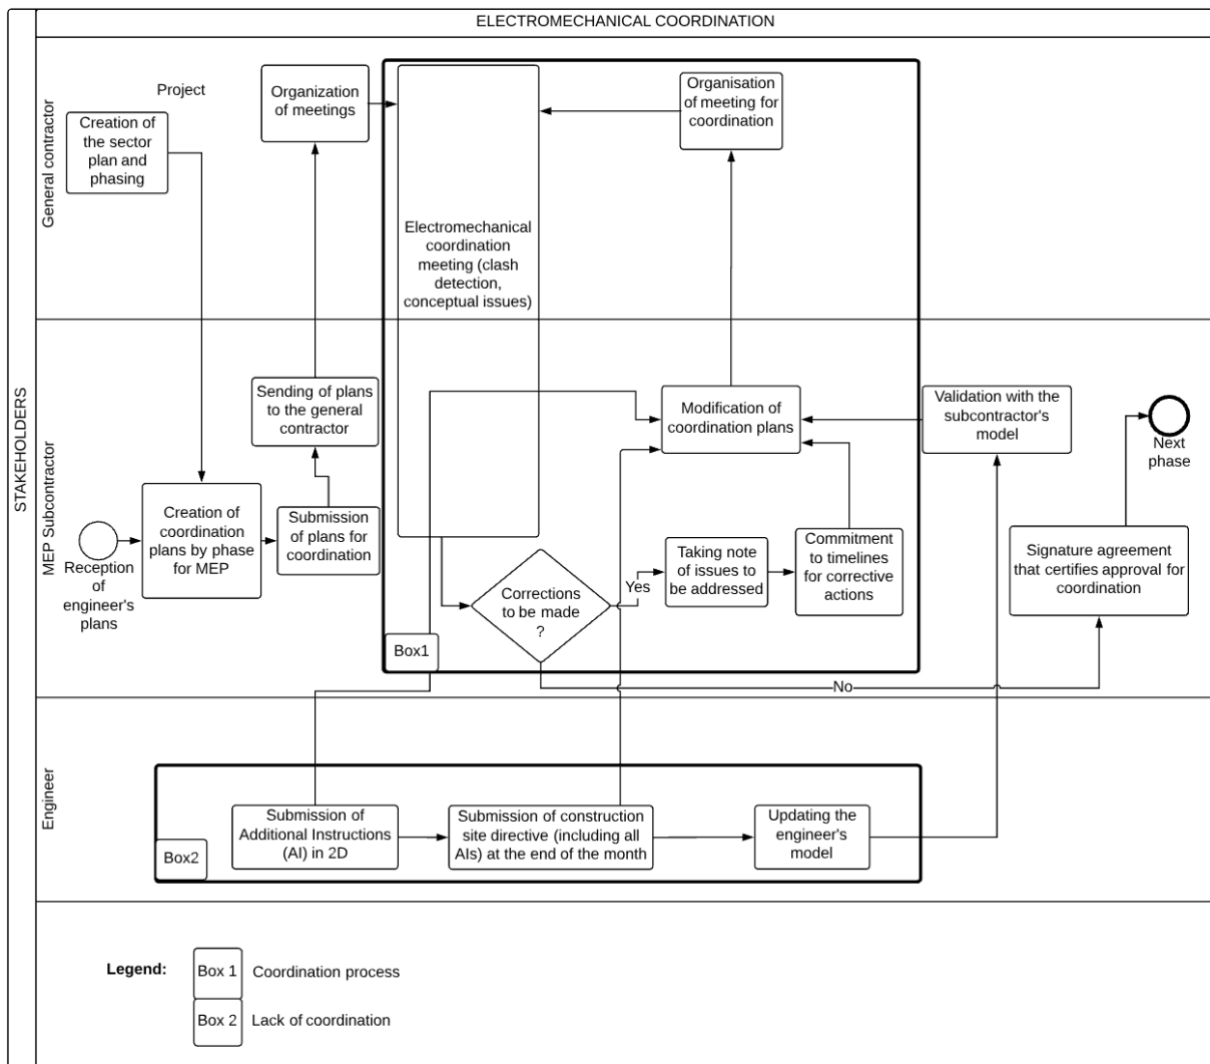 ELECTROMECHANICAL COORDINATION
STAKEHOLDERS
General contractor
Project
Creation of
the sector
plan and
phasing
Organization
of meetings
Electromechanical
coordination
meeting (clash
detection,
conceptual issues)
Organisation
of meeting for
coordination
MEP Subcontractor
Reception
of
engineer's
plans
Creation of
coordination
plans by phase
for MEP
Sending of plans
to the general
contractor
Submission
of plans for
coordination
Modification of
coordination plans
Validation with the
subcontractor's
model
Next
phase
Corrections
to be made
?
Yes
Taking note
of issues to
be addressed
Commitment
to timelines
for corrective
actions
Signature agreement
that certifies approval for
coordination
Box1
No
Engineer
Submission of
Additional Instructions
(AI) in 2D
Submission of construction
site directive (including all
AIs) at the end of the month
Updating the
engineer's
model
Box2
Legend:
Box 1
Coordination process
Box 2
Lack of coordination